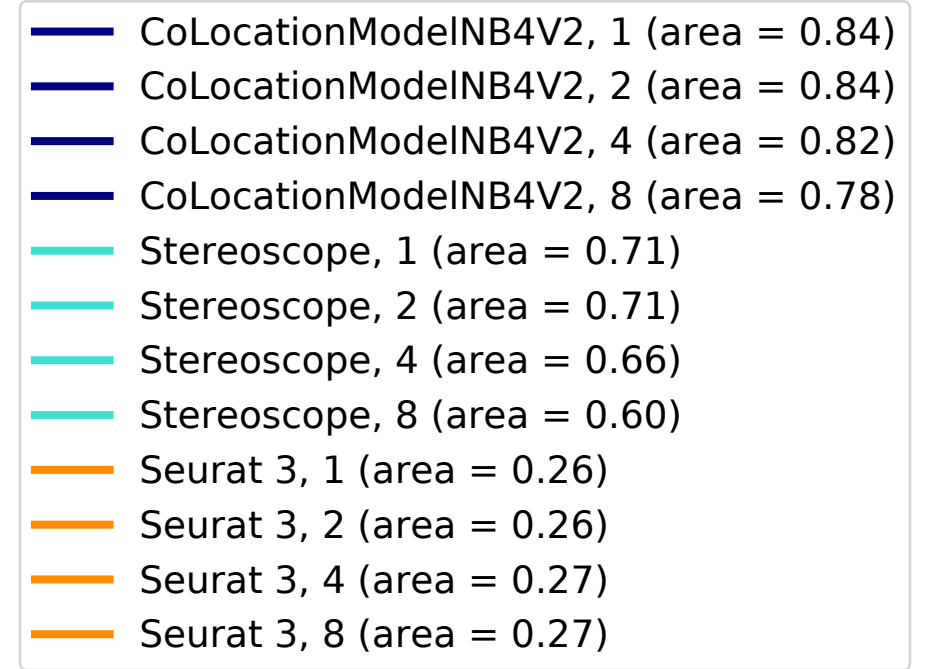 CoLocationModelNB4V2, 1 (area = 0.84)
CoLocationModelNB4V2, 2 (area = 0.84)
CoLocationModelNB4V2, 4 (area = 0.82)
CoLocationModelNB4V2, 8 (area = 0.78)
Stereoscope, 1 (area = 0.71)
Stereoscope, 2 (area = 0.71)
Stereoscope, 4 (area = 0.66)
Stereoscope, 8 (area = 0.60)
Seurat 3, 1 (area = 0.26)
Seurat 3, 2 (area = 0.26)
Seurat 3, 4 (area = 0.27)
Seurat 3, 8 (area = 0.27)